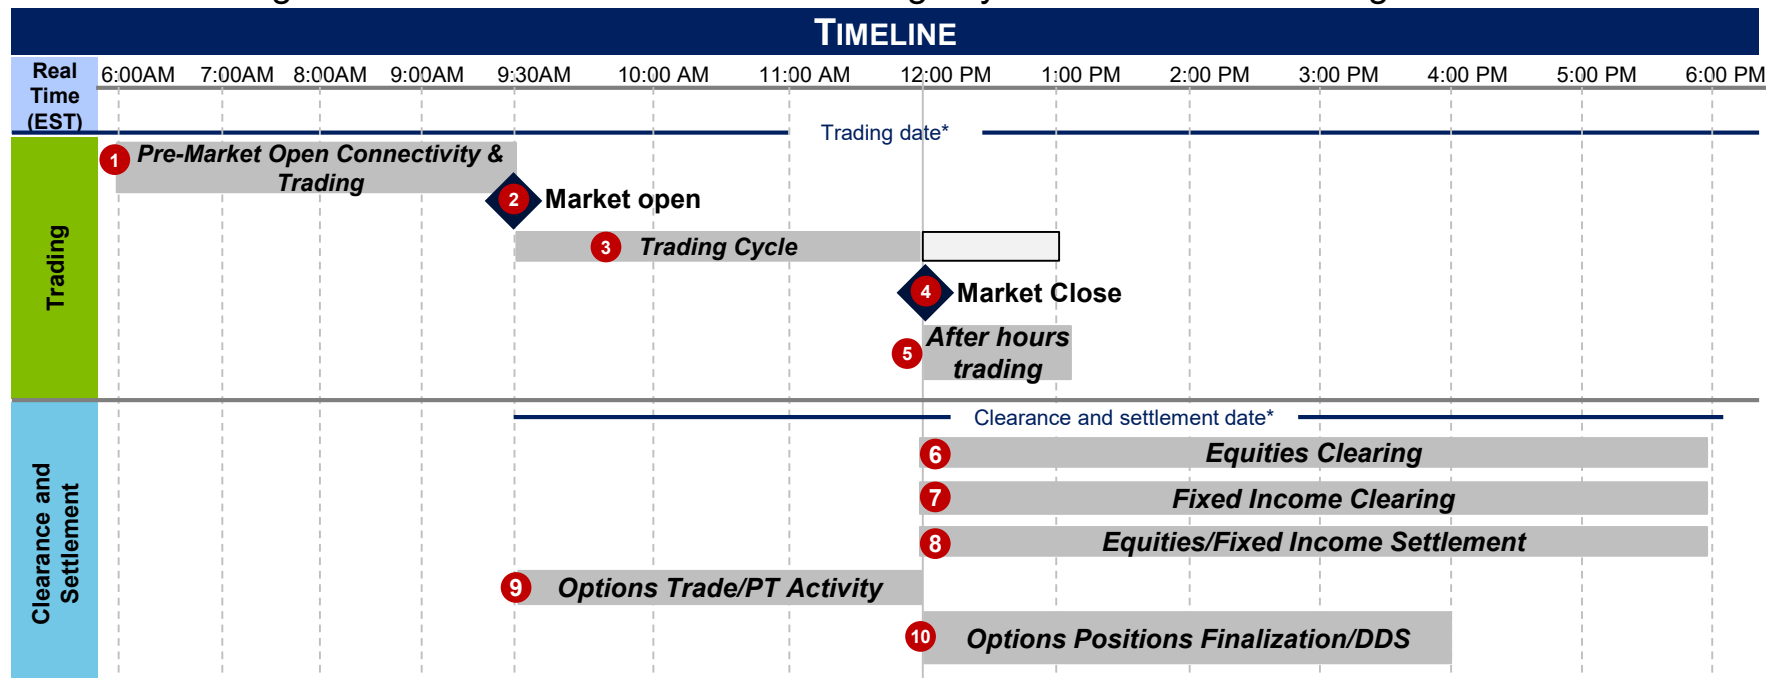 TIMELINE
Real Time (EST)
6:00AM 7:00AM 8:00AM 9:00AM 9:30AM 10:00 AM 11:00 AM 12:00 PM 1:00 PM 2:00 PM 3:00 PM 4:00 PM 5:00 PM 6:00 PM
Trading date*
Trading
1 Pre-Market Open Connectivity &
Trading
2 Market open
3 Trading Cycle
4 Market Close
5 After hours
trading
Clearance and settlement date*
Clearance and
Settlement
6 Equities Clearing
7 Fixed Income Clearing
8 Equities/Fixed Income Settlement
9 Options Trade/PT Activity
10 Options Positions Finalization/DDS